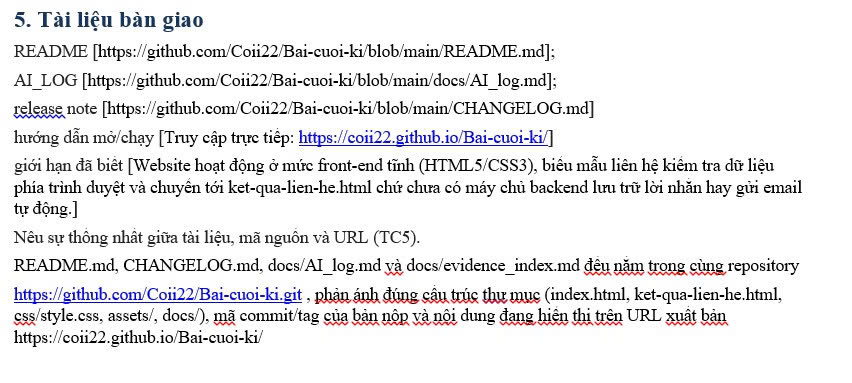 5. Tài liệu bàn giao
README [https://github.com/Coii22/Bai-cuoi-ki/blob/main/README.md];
AI_LOG [https://github.com/Coii22/Bai-cuoi-ki/blob/main/docs/AI_log.md];
release note [https://github.com/Coii22/Bai-cuoi-ki/blob/main/CHANGELOG.md]
hướng dẫn mở/chạy [Truy cập trực tiếp: https://coii22.github.io/Bai-cuoi-ki/]
giới hạn đã biết [Website hoạt động ở mức front-end tĩnh (HTML5/CSS3), biểu mẫu liên hệ kiểm tra dữ liệu
phía trình duyệt và chuyển tới ket-qua-lien-he.html chứ chưa có máy chủ backend lưu trữ lời nhắn hay gửi email
tự động.]
Nêu sự thống nhất giữa tài liệu, mã nguồn và URL (TC5).
README.md, CHANGELOG.md, docs/AI_log.md và docs/evidence_index.md đều nằm trong cùng repository
https://github.com/Coii22/Bai-cuoi-ki.git , phản ánh đúng cấu trúc thư mục (index.html, ket-qua-lien-he.html,
css/style.css, assets/, docs/), mã commit/tag của bản nộp và nội dung đang hiển thị trên URL xuất bản
https://coii22.github.io/Bai-cuoi-ki/